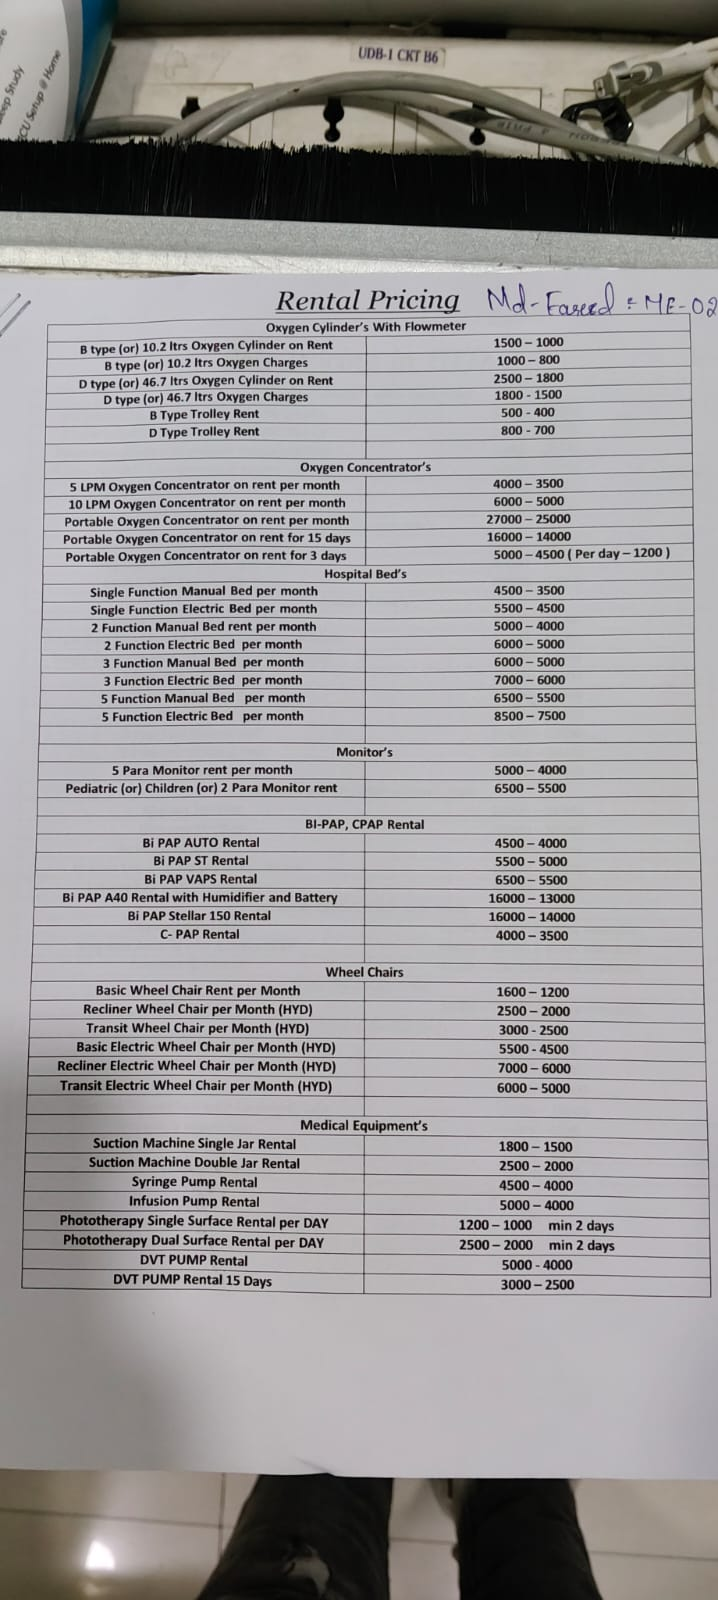 eep Study
ICU Setup @ Home
UDB-1 CKT B6
Rental Pricing Md-Fareed : ME-02
Oxygen Cylinder's With Flowmeter
B type (or) 10.2 ltrs Oxygen Cylinder on Rent 1500 – 1000
B type (or) 10.2 ltrs Oxygen Charges 1000 – 800
D type (or) 46.7 ltrs Oxygen Cylinder on Rent 2500 – 1800
D type (or) 46.7 ltrs Oxygen Charges 1800 - 1500
B Type Trolley Rent 500 - 400
D Type Trolley Rent 800 - 700
Oxygen Concentrator's
5 LPM Oxygen Concentrator on rent per month 4000 – 3500
10 LPM Oxygen Concentrator on rent per month 6000 – 5000
Portable Oxygen Concentrator on rent per month 27000 – 25000
Portable Oxygen Concentrator on rent for 15 days 16000 – 14000
Portable Oxygen Concentrator on rent for 3 days 5000 – 4500 ( Per day – 1200 )
Hospital Bed's
Single Function Manual Bed per month 4500 – 3500
Single Function Electric Bed per month 5500 – 4500
2 Function Manual Bed rent per month 5000 – 4000
2 Function Electric Bed per month 6000 – 5000
3 Function Manual Bed per month 6000 – 5000
3 Function Electric Bed per month 7000 – 6000
5 Function Manual Bed per month 6500 – 5500
5 Function Electric Bed per month 8500 – 7500
Monitor's
5 Para Monitor rent per month 5000 – 4000
Pediatric (or) Children (or) 2 Para Monitor rent 6500 – 5500
BI-PAP, CPAP Rental
Bi PAP AUTO Rental 4500 – 4000
Bi PAP ST Rental 5500 – 5000
Bi PAP VAPS Rental 6500 – 5500
Bi PAP A40 Rental with Humidifier and Battery 16000 – 13000
Bi PAP Stellar 150 Rental 16000 – 14000
C- PAP Rental 4000 – 3500
Wheel Chairs
Basic Wheel Chair Rent per Month 1600 – 1200
Recliner Wheel Chair per Month (HYD) 2500 – 2000
Transit Wheel Chair per Month (HYD) 3000 - 2500
Basic Electric Wheel Chair per Month (HYD) 5500 - 4500
Recliner Electric Wheel Chair per Month (HYD) 7000 – 6000
Transit Electric Wheel Chair per Month (HYD) 6000 – 5000
Medical Equipment's
Suction Machine Single Jar Rental 1800 – 1500
Suction Machine Double Jar Rental 2500 – 2000
Syringe Pump Rental 4500 – 4000
Infusion Pump Rental 5000 – 4000
Phototherapy Single Surface Rental per DAY 1200 – 1000 min 2 days
Phototherapy Dual Surface Rental per DAY 2500 – 2000 min 2 days
DVT PUMP Rental 5000 - 4000
DVT PUMP Rental 15 Days 3000 – 2500